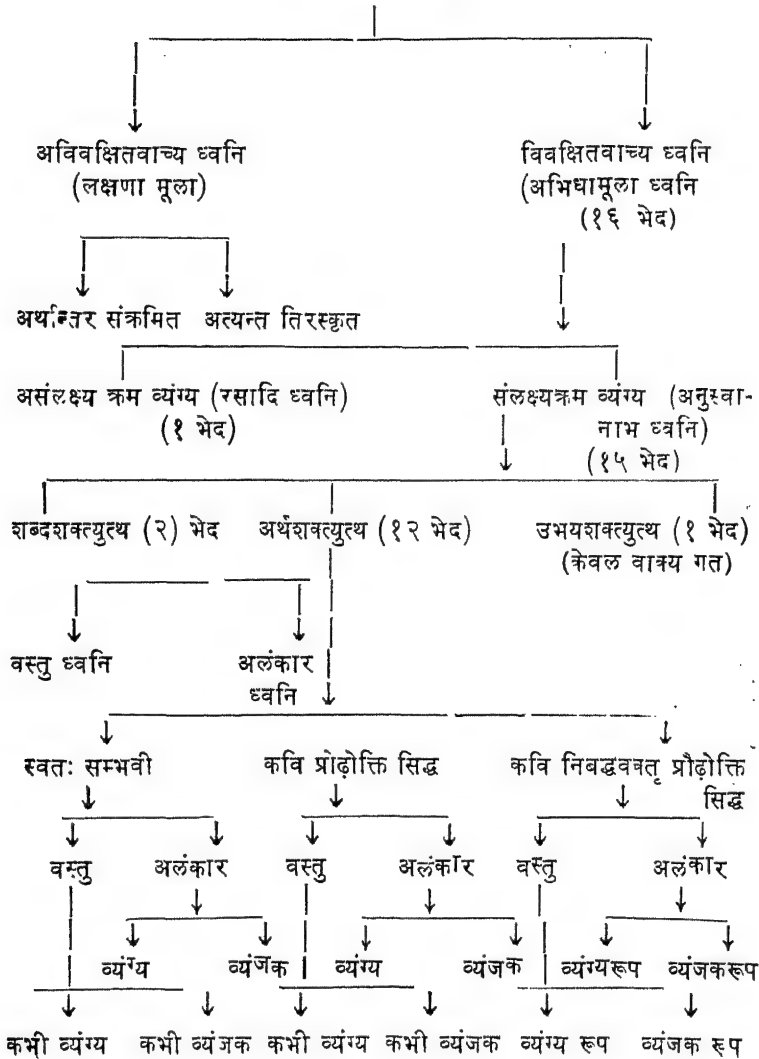 अविवक्षितवाच्य ध्वनि विवक्षितवाच्य ध्वनि
(लक्षणा मूला) (अभिधामूला ध्वनि
(१६ भेद)
अर्थान्तर संक्रमित अत्यन्त तिरस्कृत
असंलक्ष्य क्रम व्यंग्य (रसादि ध्वनि) संलक्ष्यक्रम व्यंग्य (अनुस्वा-
(१ भेद) नाभ ध्वनि)
(१५ भेद)
शब्दशक्त्युत्थ (२) भेद अर्थशक्त्युत्थ (१२ भेद) उभयशक्त्युत्थ (१ भेद)
(केवल वाक्य गत)
वस्तु ध्वनि अलंकार
ध्वनि
स्वतः सम्भवी कवि प्रोढ़ोक्ति सिद्ध कवि निबद्धवक्तृ प्रौढ़ोक्ति
सिद्ध
वस्तु अलंकार वस्तु अलंकार वस्तु अलंकार
व्यंग्य व्यंजक व्यंग्य व्यंजक व्यंग्यरूप व्यंजकरूप
कभी व्यंग्य कभी व्यंजक कभी व्यंग्य कभी व्यंजक व्यंग्य रूप व्यंजक रूप